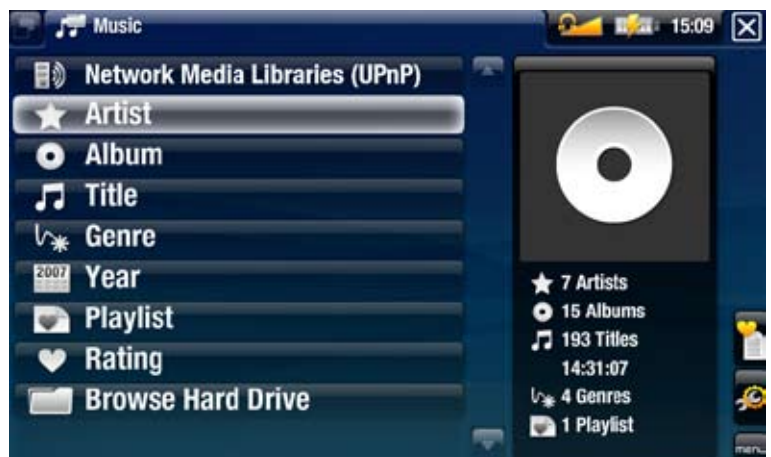 Music
15:09
Network Media Libraries (UPnP)
Artist
Album
Title
Genre
2007 Year
Playlist
Rating
Browse Hard Drive
7 Artists
15 Albums
193 Titles
14:31:07
4 Genres
1 Playlist
menu